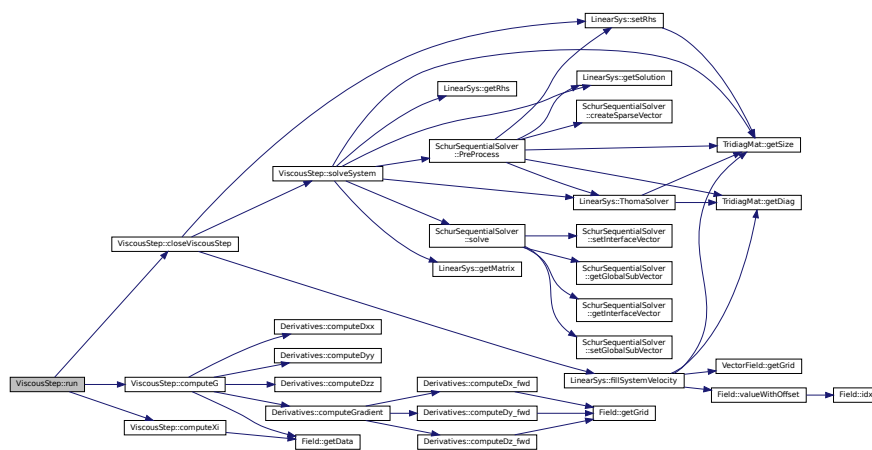 LinearSys::setRhs
LinearSys::getSolution
LinearSys::getRhs
SchurSequentialSolver
::createSparseVector
SchurSequentialSolver
::PreProcess
TridiagMat::getSize
ViscousStep::solveSystem
LinearSys::ThomaSolver
TridiagMat::getDiag
SchurSequentialSolver
::solve
SchurSequentialSolver
::setInterfaceVector
ViscousStep::closeViscousStep
LinearSys::getMatrix
SchurSequentialSolver
::getGlobalSubVector
SchurSequentialSolver
::getInterfaceVector
Derivatives::computeDxx
SchurSequentialSolver
::setGlobalSubVector
Derivatives::computeDyy
VectorField::getGrid
ViscousStep::run
ViscousStep::computeG
Derivatives::computeDzz
Derivatives::computeDx_fwd
LinearSys::fillSystemVelocity
Field::valueWithOffset
Field::idx
Derivatives::computeGradient
Derivatives::computeDy_fwd
Field::getGrid
ViscousStep::computeXi
Field::getData
Derivatives::computeDz_fwd